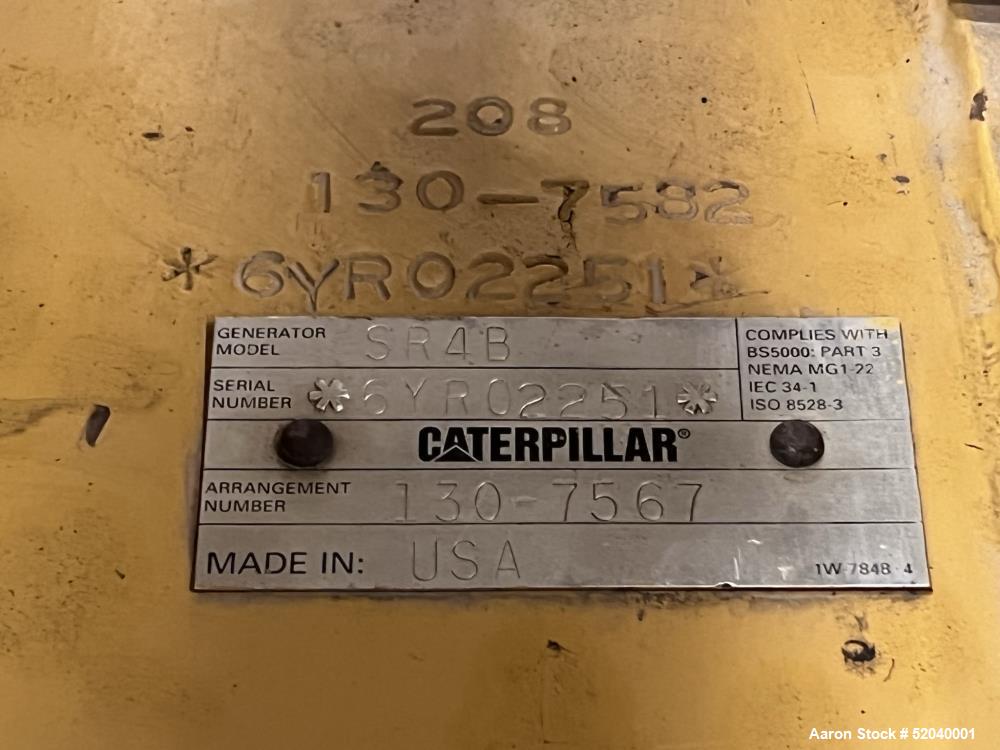 208
130-7582
*6YR02251*
GENERATOR MODEL SR4B
SERIAL NUMBER *6YR02251*
COMPLIES WITH
BS5000: PART 3
NEMA MG1-22
IEC 34-1
ISO 8528-3
CATERPILLAR®
ARRANGEMENT NUMBER 130-7567
MADE IN: USA
1W-7848-4
Aaron Stock # 52040001